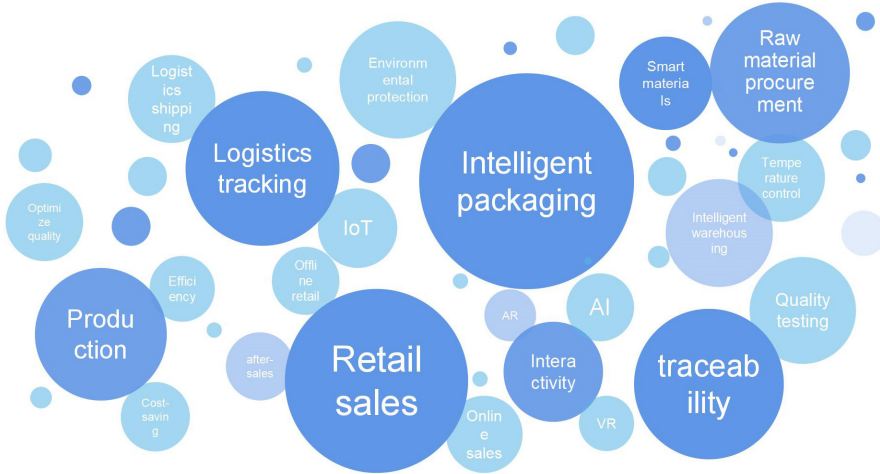 Logist
ics
shippi
ng
Environm
ental
protection
Smart
materia
ls
Raw
material
procure
ment
Logistics
tracking
Intelligent
packaging
Tempe
rature
control
Optimi
ze
quality
IoT
Intelligent
warehous
ing
Effici
ency
Offli
ne
retail
Produ
ction
AR
AI
Quality
testing
after-
sales
Retail
sales
Intera
ctivity
traceab
ility
Cost-
savin
g
Onlin
e
sales
VR